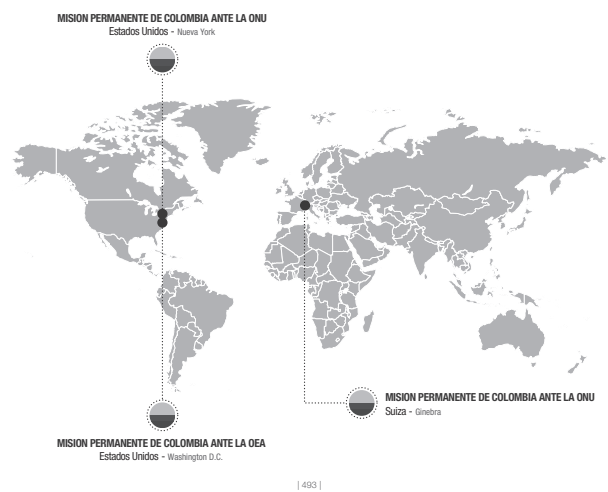 MISION PERMANENTE DE COLOMBIA ANTE LA ONU
Estados Unidos - Nueva York
MISION PERMANENTE DE COLOMBIA ANTE LA ONU
Suiza - Ginebra
MISION PERMANENTE DE COLOMBIA ANTE LA OEA
Estados Unidos - Washington D.C.
| 493 |